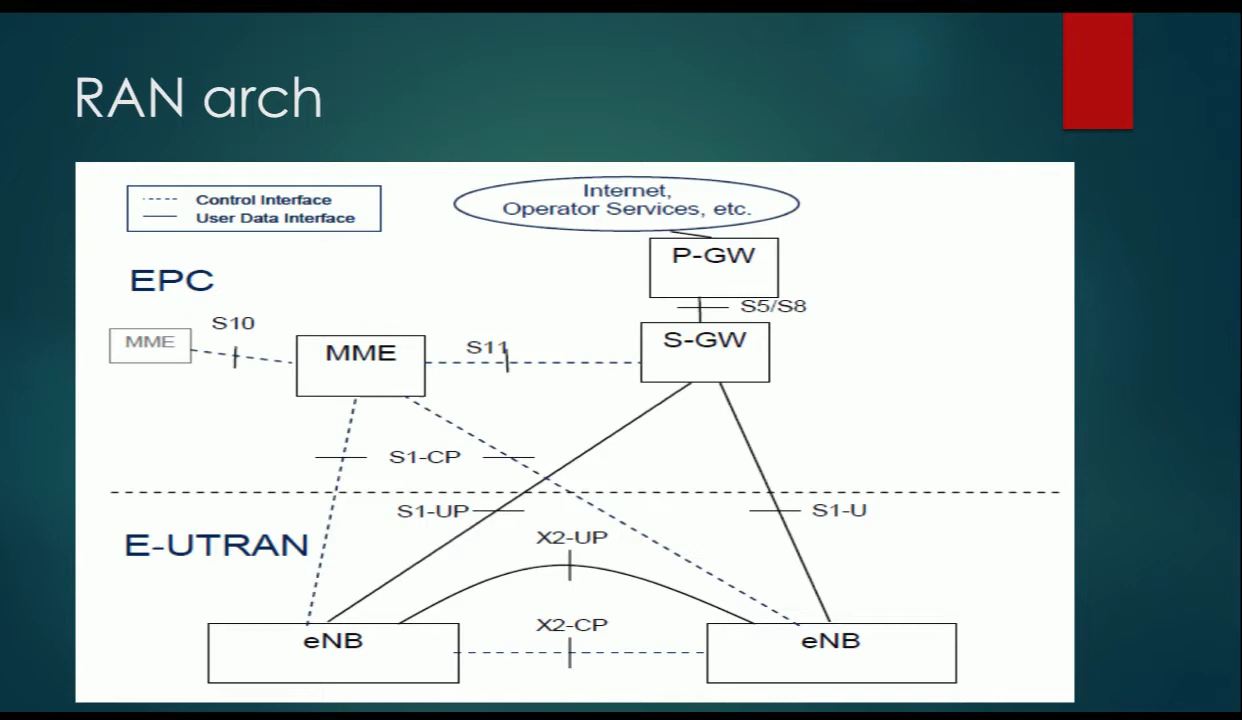 RAN arch
Control Interface
User Data Interface
Internet,
Operator Services, etc.
P-GW
EPC
S5/S8
S10
MME
MME
S11
S-GW
S1-CP
S1-UP
S1-U
E-UTRAN
X2-UP
X2-CP
eNB
eNB